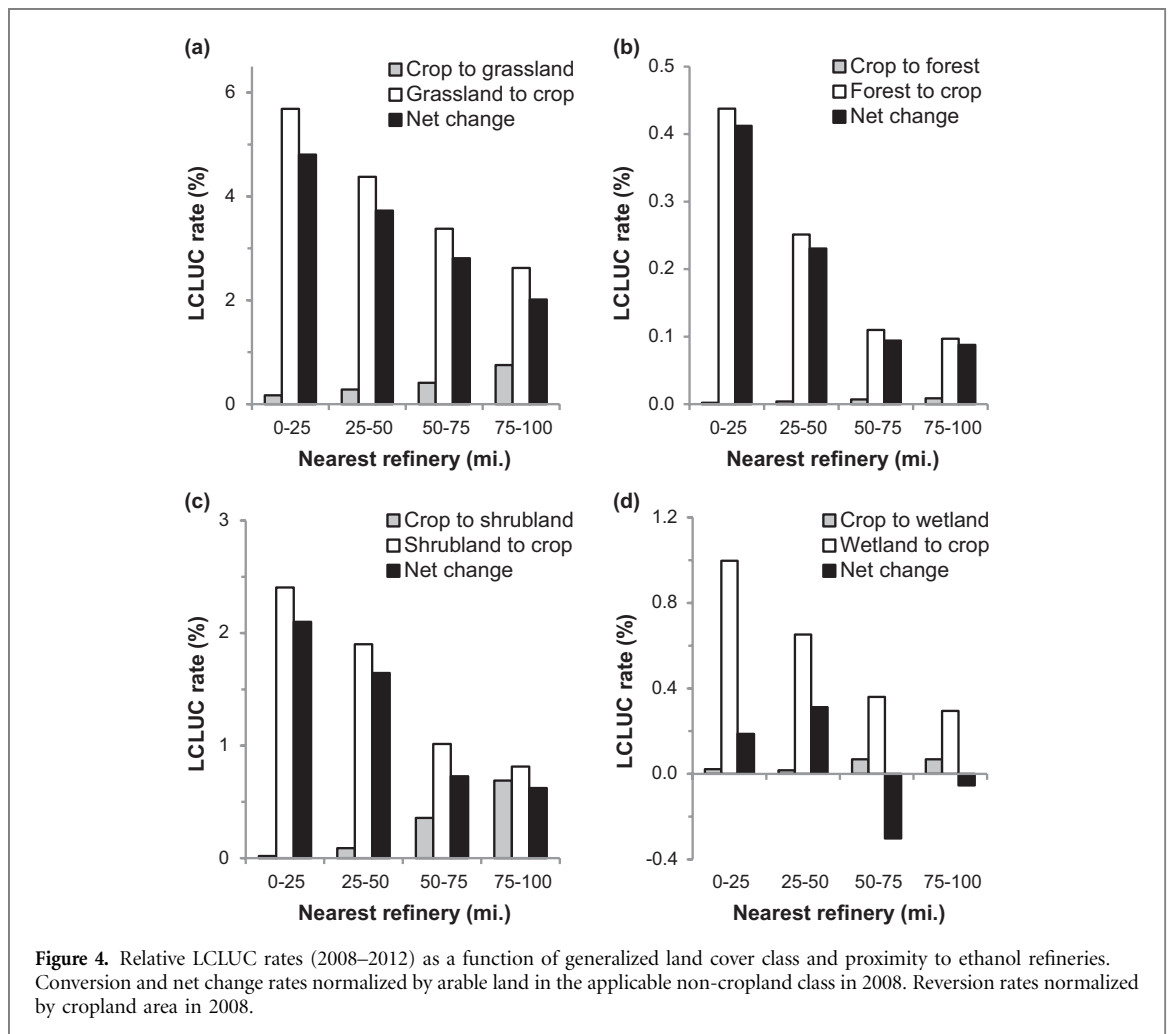 (a)
Crop to grassland
Grassland to crop
Net change
6
4
2
0
LCLUC rate (%)
0-25 25-50 50-75 75-100
Nearest refinery (mi.)
(b)
Crop to forest
Forest to crop
Net change
0.5
0.4
0.3
0.2
0.1
0.0
LCLUC rate (%)
0-25 25-50 50-75 75-100
Nearest refinery (mi.)
(c)
Crop to shrubland
Shrubland to crop
Net change
3
2
1
0
LCLUC rate (%)
0-25 25-50 50-75 75-100
Nearest refinery (mi.)
(d)
Crop to wetland
Wetland to crop
Net change
1.2
0.8
0.4
0.0
-0.4
LCLUC rate (%)
0-25 25-50 50-75 75-100
Nearest refinery (mi.)
Figure 4. Relative LCLUC rates (2008–2012) as a function of generalized land cover class and proximity to ethanol refineries.
Conversion and net change rates normalized by arable land in the applicable non-cropland class in 2008. Reversion rates normalized
by cropland area in 2008.